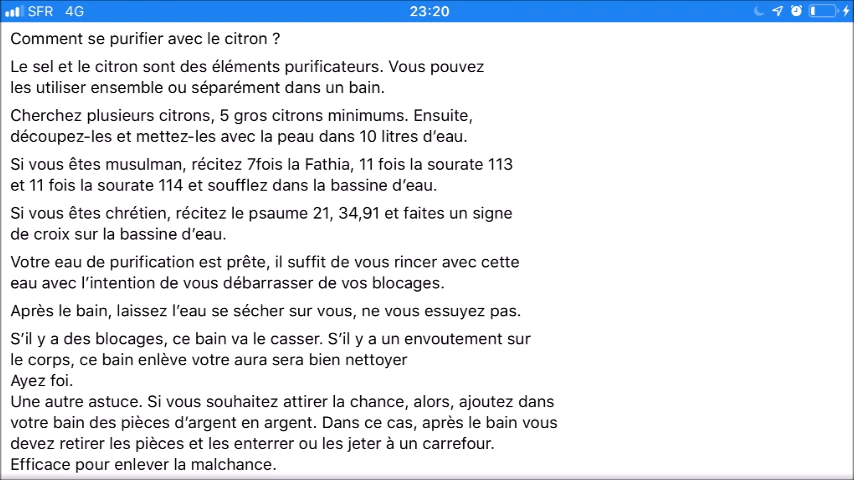 SFR 4G 23:20
Comment se purifier avec le citron ?
Le sel et le citron sont des éléments purificateurs. Vous pouvez
les utiliser ensemble ou séparément dans un bain.
Cherchez plusieurs citrons, 5 gros citrons minimums. Ensuite,
découpez-les et mettez-les avec la peau dans 10 litres d'eau.
Si vous êtes musulman, récitez 7fois la Fathia, 11 fois la sourate 113
et 11 fois la sourate 114 et soufflez dans la bassine d'eau.
Si vous êtes chrétien, récitez le psaume 21, 34,91 et faites un signe
de croix sur la bassine d'eau.
Votre eau de purification est prête, il suffit de vous rincer avec cette
eau avec l'intention de vous débarrasser de vos blocages.
Après le bain, laissez l'eau se sécher sur vous, ne vous essuyez pas.
S'il y a des blocages, ce bain va le casser. S'il y a un envoutement sur
le corps, ce bain enlève votre aura sera bien nettoyer
Ayez foi.
Une autre astuce. Si vous souhaitez attirer la chance, alors, ajoutez dans
votre bain des pièces d'argent en argent. Dans ce cas, après le bain vous
devez retirer les pièces et les enterrer ou les jeter à un carrefour.
Efficace pour enlever la malchance.